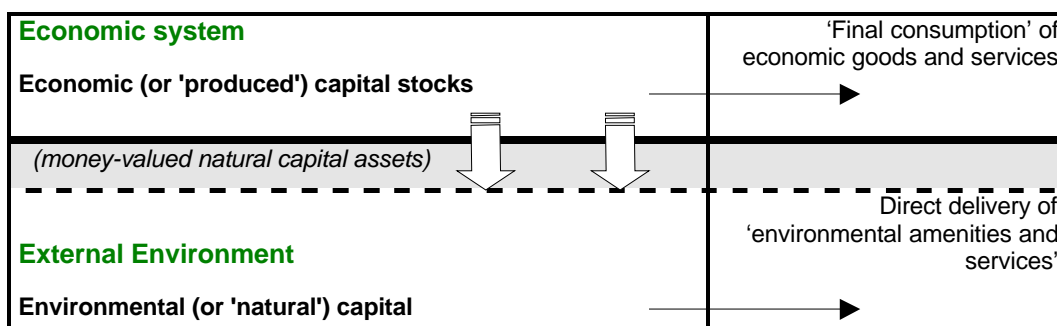 Economic system
‘Final consumption’ of
economic goods and services
Economic (or 'produced') capital stocks
(money-valued natural capital assets)
Direct delivery of
‘environmental amenities and
services’
External Environment
Environmental (or 'natural') capital